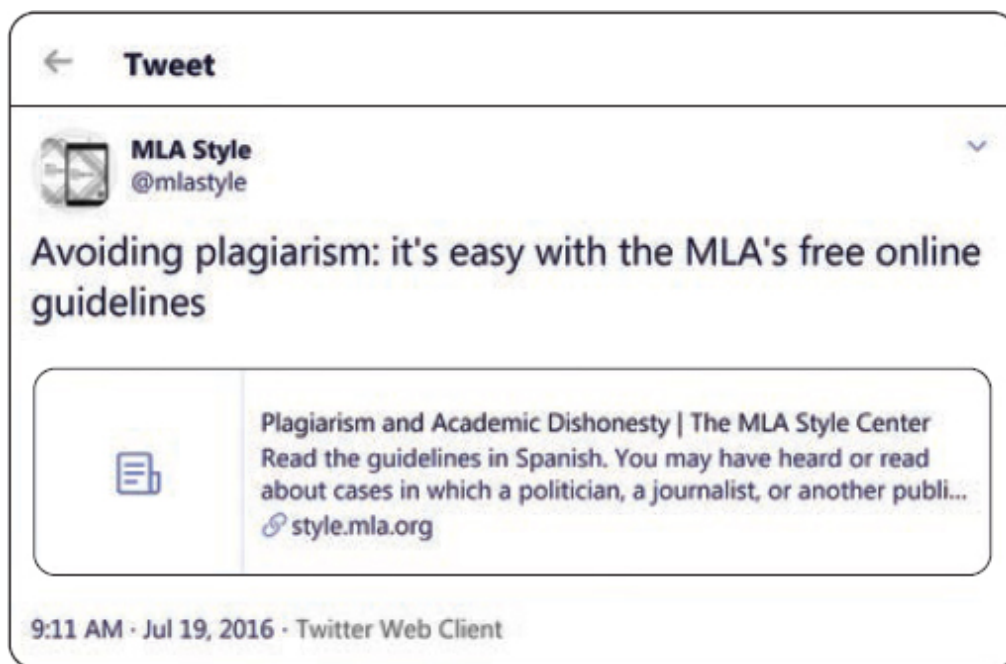 Tweet
MLA Style
@mlastyle
Avoiding plagiarism: it's easy with the MLA's free online
guidelines
Plagiarism and Academic Dishonesty | The MLA Style Center
Read the guidelines in Spanish. You may have heard or read
about cases in which a politician, a journalist, or another publi...
style.mla.org
9:11 AM · Jul 19, 2016 · Twitter Web Client